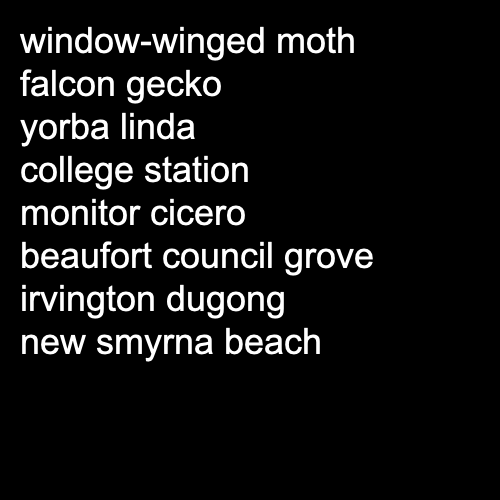 window-winged moth
falcon gecko
yorba linda
college station
monitor cicero
beaufort council grove
irvington dugong
new smyrna beach